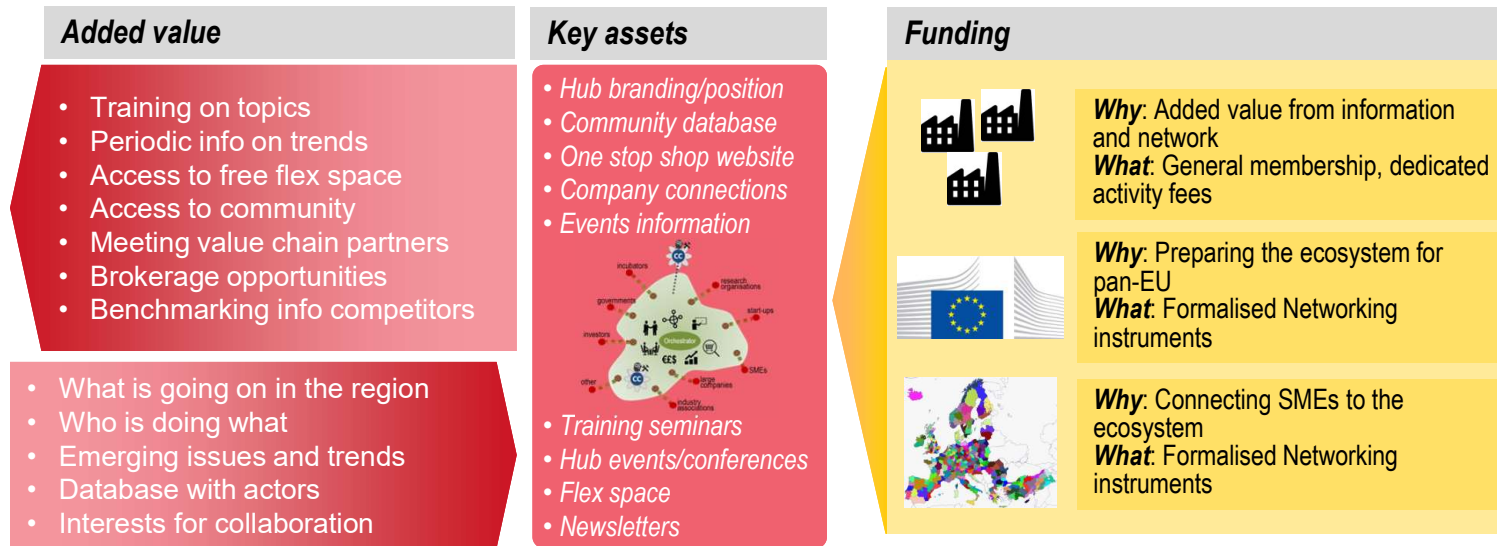 Added value
• Training on topics
• Periodic info on trends
• Access to free flex space
• Access to community
• Meeting value chain partners
• Brokerage opportunities
• Benchmarking info competitors
• What is going on in the region
• Who is doing what
• Emerging issues and trends
• Database with actors
• Interests for collaboration
Key assets
• Hub branding/position
• Community database
• One stop shop website
• Company connections
• Events information
CC
incubators
research
organisations
governments
start-ups
investors
Orchestrator
€€$
SMEs
other
CC
large
companies
industry
associations
• Training seminars
• Hub events/conferences
• Flex space
• Newsletters
Funding
Why: Added value from information
and network
What: General membership, dedicated
activity fees
Why: Preparing the ecosystem for
pan-EU
What: Formalised Networking
instruments
Why: Connecting SMEs to the
ecosystem
What: Formalised Networking
instruments